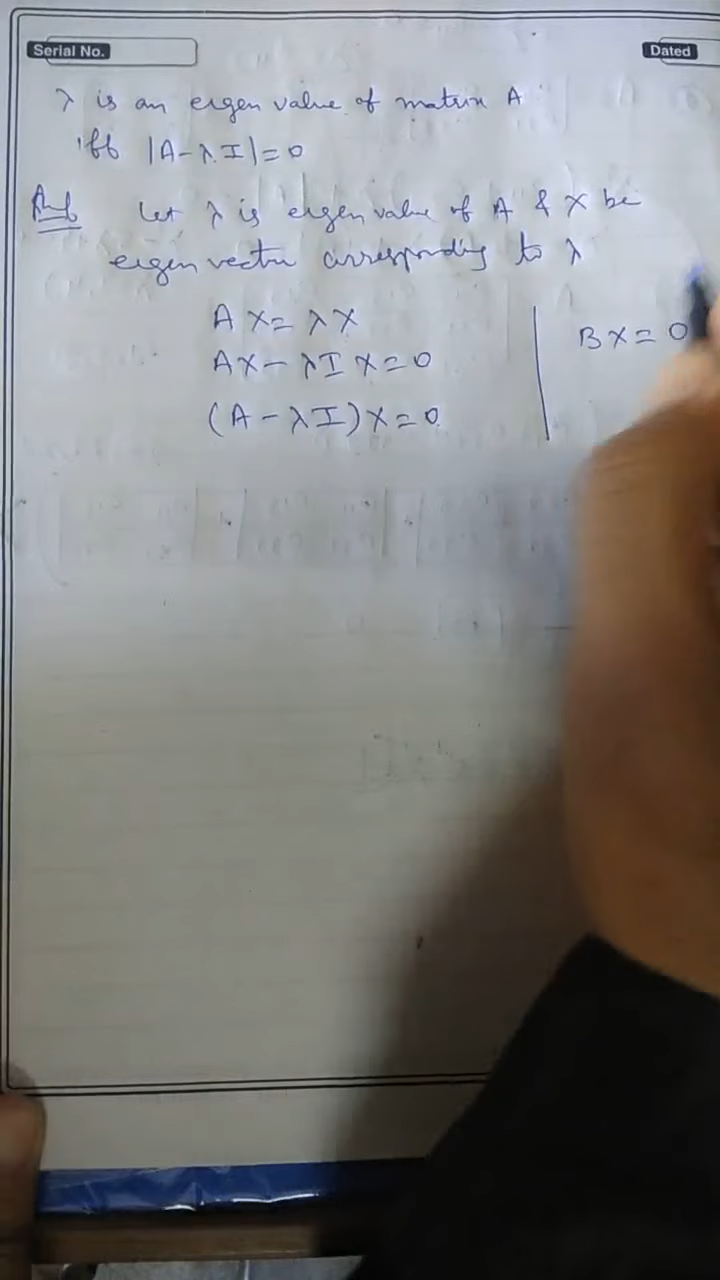 Serial No.
Dated
λ is an eigen value of matrix A
iff |A-λI|=0
Ans Let λ is eigen value of A & X be
eigen vector corresponding to λ
AX=λX
AX-λIX=0
(A-λI)X=0
BX=0